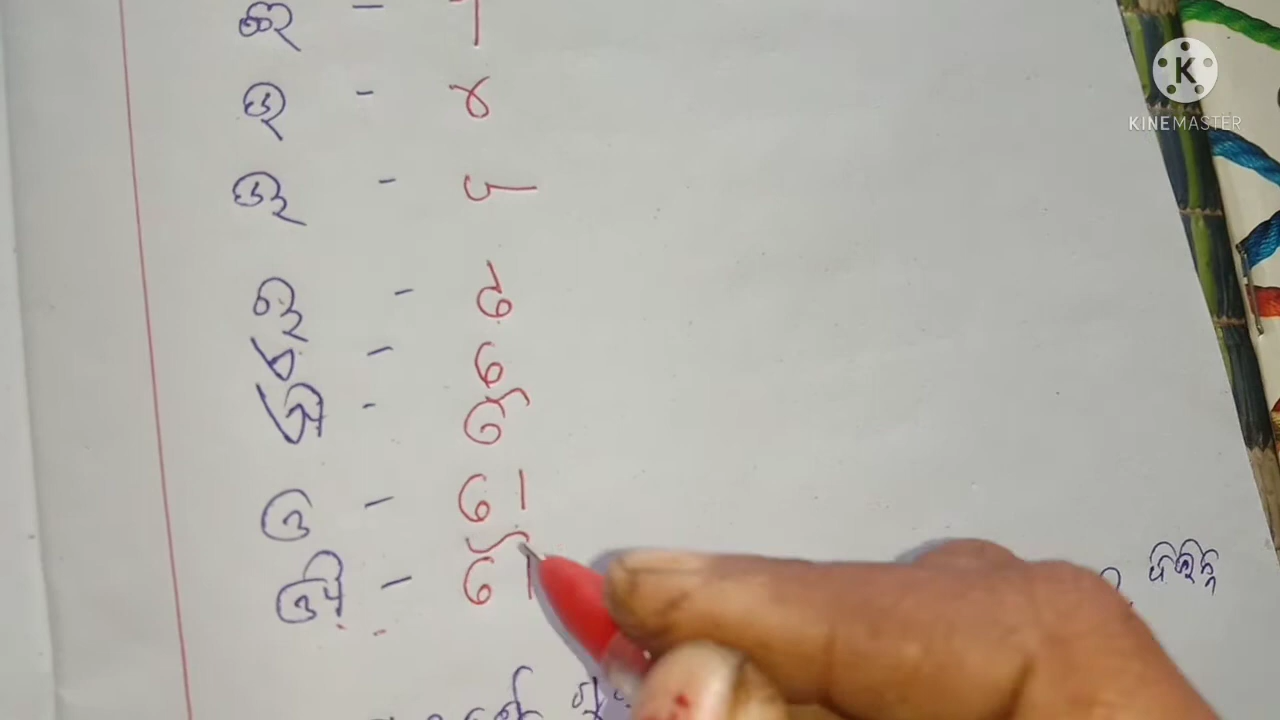 ଈ - ୀ
ଉ - ୁ
ଊ - ୂ
ଋ - ୃ
ଏ - େ
ଐ - ୈ
ଓ - ୋ
ଔ - ୌ
KINEMASTER